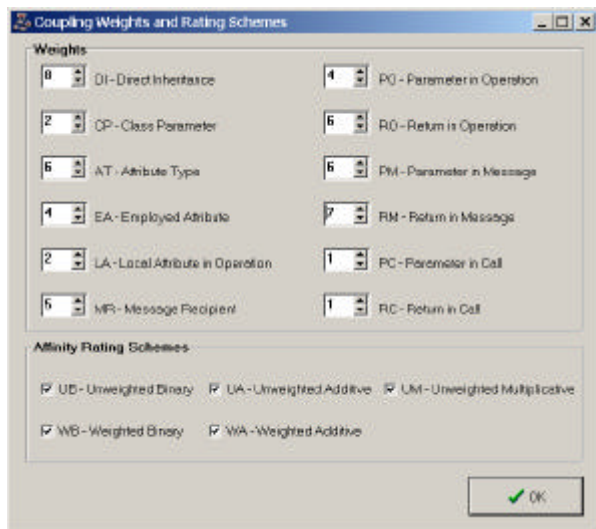 Coupling Weights and Rating Schemes
Weights
8 DI - Direct Inheritance
4 PO - Parameter in Operation
2 CP - Class Parameter
6 RO - Return in Operation
6 AT - Attribute Type
6 PM - Parameter in Message
4 EA - Employed Attribute
7 RM - Return in Message
2 LA - Local Attribute in Operation
1 PC - Parameter in Call
5 MR - Message Recipient
1 RC - Return in Call
Affinity Rating Schemes
UB - Unweighted Binary UA - Unweighted Additive UM - Unweighted Multiplicative
WB - Weighted Binary WA - Weighted Additive
OK